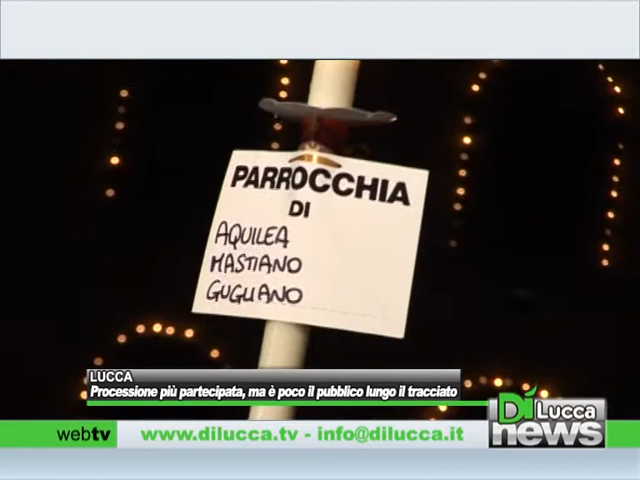 PARROCCHIA
DI
AQUILEA
MASTIANO
GUGLIANO
LUCCA
Processione più partecipata, ma è poco il pubblico lungo il tracciato
webtv
www.dilucca.tv - info@dilucca.it
Di Lucca
news